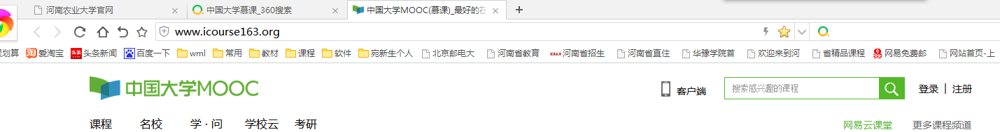 河南农业大学官网 中国大学慕课_360搜索 中国大学MOOC(慕课)_最好的在
www.icourse163.org
划算 爱淘宝 头条新闻 百度一下 wml 常用 教材 课程 软件 宛新生个人 北京邮电大 河南省教育 河南省招生 河南省直住 华豫学院首 欢迎来到河 省精品课程 网易免费邮 网站首页-上
中国大学MOOC 客户端 搜索感兴趣的课程 登录 | 注册
课程 名校 学·问 学校云 考研 网易云课堂 更多课程频道